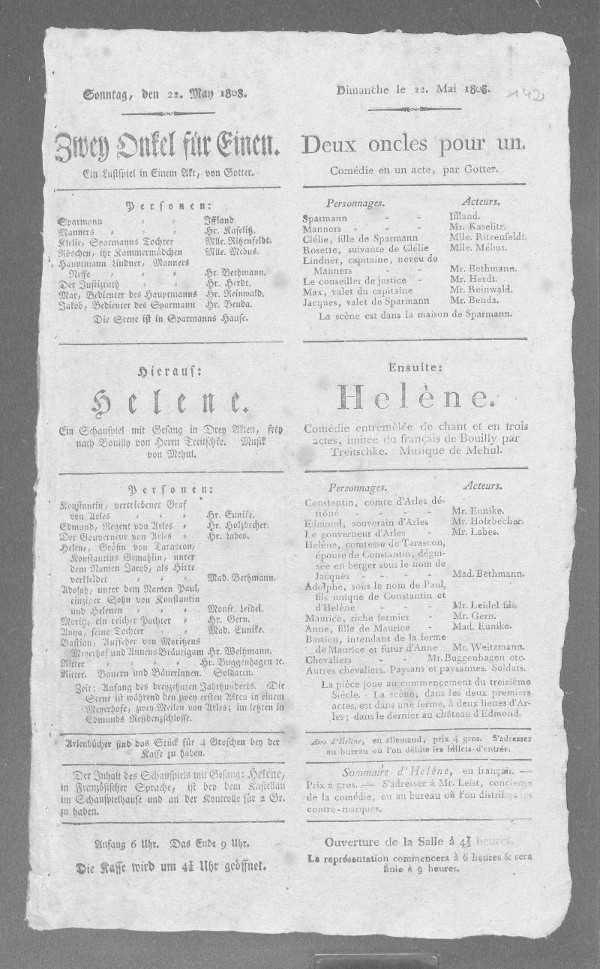 Sonntag, den 22. May 1808.
Zwey Onkel für Einen.
Ein Lustspiel in Einem Akt, von Gotter.
Personen:
Sparmann - - - Iffland.
Manners - - - Hr. Kaselitz.
Klelie, Sparmanns Tochter Mlle. Ritzenfeldt.
Röschen, ihr Kammermädchen Mlle. Mebus.
Hauptmann Lindner, Manners
Neffe - - - Hr. Bethmann.
Der Justizrath - - Hr. Herdt.
Max, Bedienter des Hauptmanns Hr. Reinwald.
Jakob, Bedienter des Sparmann Hr. Benda.
Die Scene ist in Sparmanns Hause.
Hierauf:
Helene.
Ein Schauspiel mit Gesang in Drey Akten, frey
nach Bouilly von Herrn Treitschke. Musik
von Mehul.
Personen:
Konstantin, vertriebener Graf
von Arles - - - Hr. Eunike.
Edmund, Regent von Arles - Hr. Holzbecher.
Der Gouverneur von Arles - Hr. Labes.
Helene, Gräfin von Tarascon,
Konstantins Gemahlin, unter
dem Namen Jacob, als Hirte
verkleidet - - - Mad. Bethmann.
Adolph, unter dem Namen Paul,
einziger Sohn von Konstantin
und Helenen - - Monse. Leidel.
Moritz, ein reicher Pachter - Hr. Gern.
Anna, seine Tochter - - Mad. Eunike.
Bastian, Aufseher von Moritzens
Meyerhof und Annens Bräutigam Hr. Weitzmann.
Ritter - - - Hr. Buggenhagen rc.
Ritter. Bauern und Bäuerinnen. Soldaten.
Zeit: Anfang des dreyzehnten Jahrhunderts. Die
Scene ist während den zwey ersten Akten in einem
Meyerhofe, zwey Meilen von Arles; im letzten in
Edmunds Residenzschlosse.
Arienbücher sind das Stück für 4 Groschen bey der
Kasse zu haben.
Der Inhalt des Schauspiels mit Gesang: Helene,
in Französischer Sprache, ist bey dem Kastellan
im Schauspielhause und an der Kontrolle für 2 Gr.
zu haben.
Anfang 6 Uhr. Das Ende 9 Uhr.
Die Kasse wird um 4½ Uhr geöffnet.
Dimanche le 22. Mai 1808.
142
Deux oncles pour un.
Comédie en un acte, par Gotter.
Personnages. Acteurs.
Sparmann - - Iffland.
Manners - - - Mr. Kaselitz.
Clélie, fille de Sparmann Mlle. Ritzenfeldt.
Rosette, suivante de Clélie Mlle. Mébus.
Lindner, capitaine, neveu de
Manners - - Mr. Bethmann.
Le conseiller de justice - Mr. Herdt.
Max, valet du capitaine Mr. Reinwald.
Jacques, valet de Sparmann Mr. Benda.
La scène est dans la maison de Sparmann.
Ensuite:
Helène.
Comédie entremêlée de chant et en trois
actes, imitée du français de Bouilly par
Treitschke. Musique de Mehul.
Personnages. Acteurs.
Constantin, comte d'Arles dé-
trôné - - - - Mr. Eunike.
Edmond, souverain d'Arles Mr. Holzbecher.
Le gouverneur d'Arles - Mr. Labes.
Helène, comtesse de Tarascon,
épouse de Constantin, dégui-
sée en berger sous le nom de
Jacques - - - - Mad. Bethmann.
Adolphe, sous le nom de Paul,
fils unique de Constantin et
d'Helène - - - Mr. Leidel fils.
Maurice, riche fermier - Mr. Gern.
Anne, fille de Maurice - Mad. Eunike.
Bastien, intendant de la ferme
de Maurice et futur d'Anne Mr. Weitzmann.
Chevaliers - - Mr. Buggenhagen etc.
Autres chevaliers. Paysans et paysannes. Soldats.
La pièce joue au commencement du treizième
Siècle. - La scène, dans les deux premiers
actes, est dans une ferme, à deux lieues d'Ar-
les; dans le dernier au château d'Edmond.
Airs d'Helène, en allemand, prix 4 gros. S'adresser
au bureau où l'on débite les billets-d'entrée.
Sommaire d'Helène, en français. —
Prix 2 gros. — S'adresser à Mr. Leist, concierge
de la comédie, ou au bureau où l'on distribue les
contre-marques.
Ouverture de la Salle à 4½ heures.
La représentation commencera à 6 heures & sera
finie à 9 heures.